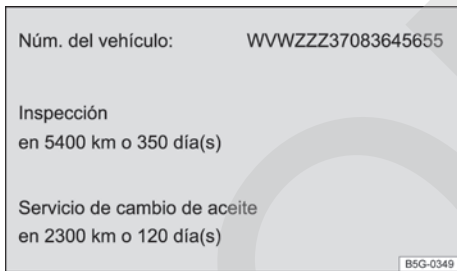 Núm. del vehículo: WVWZZZ37083645655
Inspección
en 5400 km o 350 día(s)
Servicio de cambio de aceite
en 2300 km o 120 día(s)
B5G-0349